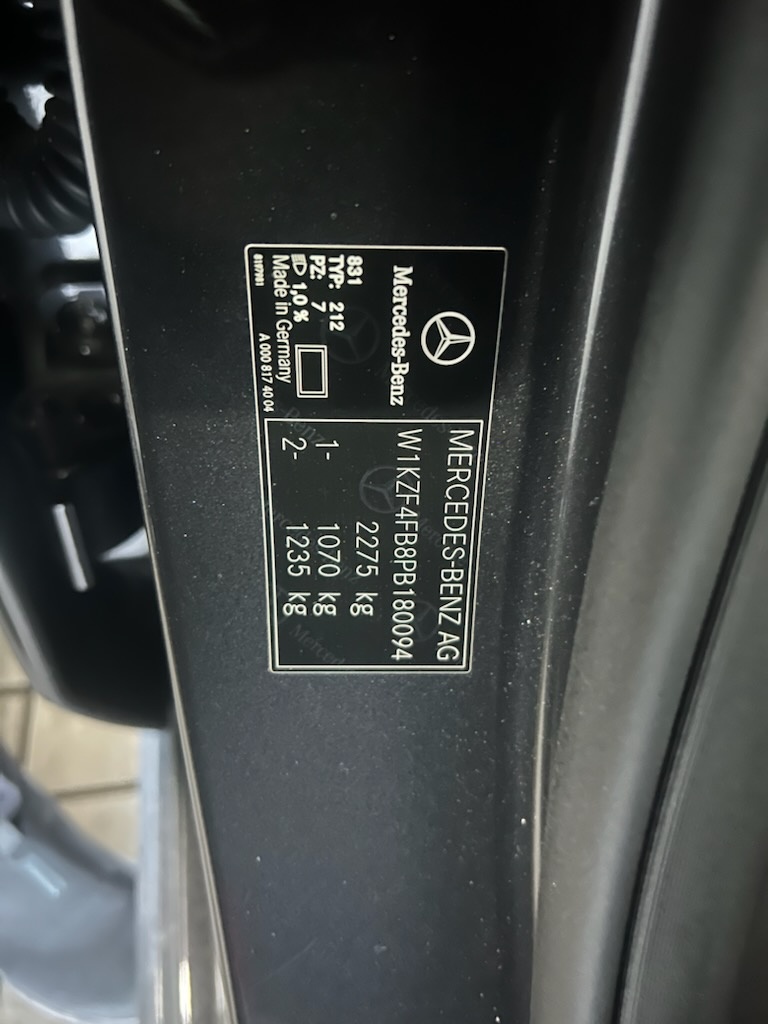 Mercedes-Benz
831
TYP: 212
PZ: 7
1,0 %
Made in Germany
A 000 817 40 04
MERCEDES-BENZ AG
W1KZF4FB8PB180094
2275 kg
1- 1070 kg
2- 1235 kg